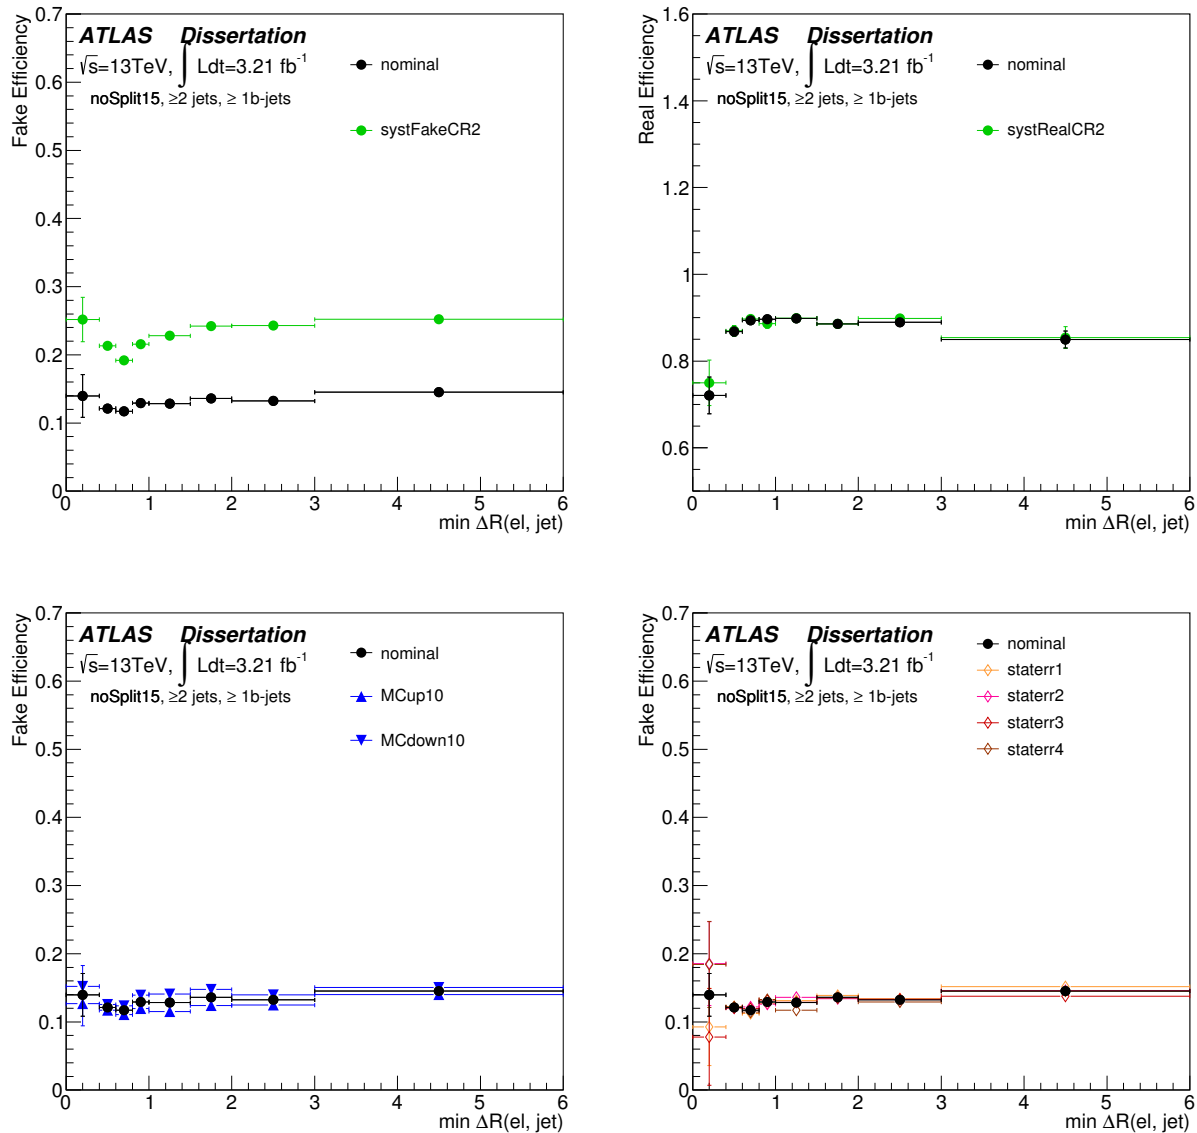 Fake Efficiency
0.7
0.6
0.5
0.4
0.3
0.2
0.1
0
ATLAS Dissertation
√s=13TeV, ∫ Ldt=3.21 fb⁻¹
noSplit15, ≥2 jets, ≥ 1b-jets
nominal
systFakeCR2
0 1 2 3 4 5 6
min ΔR(el, jet)
Real Efficiency
1.6
1.4
1.2
1
0.8
0.6
ATLAS Dissertation
√s=13TeV, ∫ Ldt=3.21 fb⁻¹
noSplit15, ≥2 jets, ≥ 1b-jets
nominal
systRealCR2
0 1 2 3 4 5 6
min ΔR(el, jet)
Fake Efficiency
0.7
0.6
0.5
0.4
0.3
0.2
0.1
0
ATLAS Dissertation
√s=13TeV, ∫ Ldt=3.21 fb⁻¹
noSplit15, ≥2 jets, ≥ 1b-jets
nominal
MCup10
MCdown10
0 1 2 3 4 5 6
min ΔR(el, jet)
Fake Efficiency
0.7
0.6
0.5
0.4
0.3
0.2
0.1
0
ATLAS Dissertation
√s=13TeV, ∫ Ldt=3.21 fb⁻¹
noSplit15, ≥2 jets, ≥ 1b-jets
nominal
staterr1
staterr2
staterr3
staterr4
0 1 2 3 4 5 6
min ΔR(el, jet)